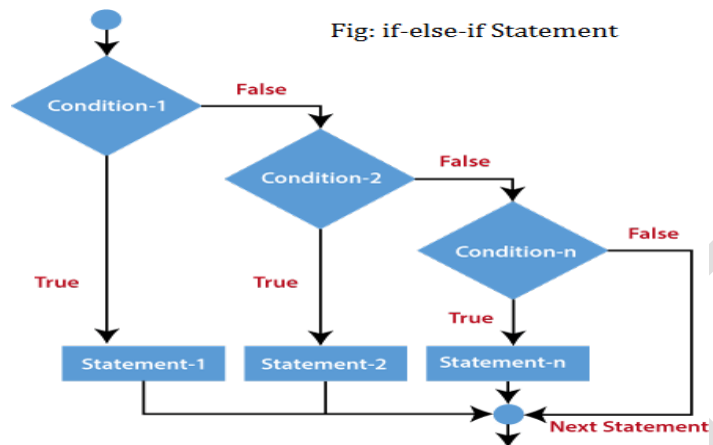 Fig: if-else-if Statement
Condition-1
False
Condition-2
False
Condition-n
False
True
True
True
Statement-1
Statement-2
Statement-n
Next Statement